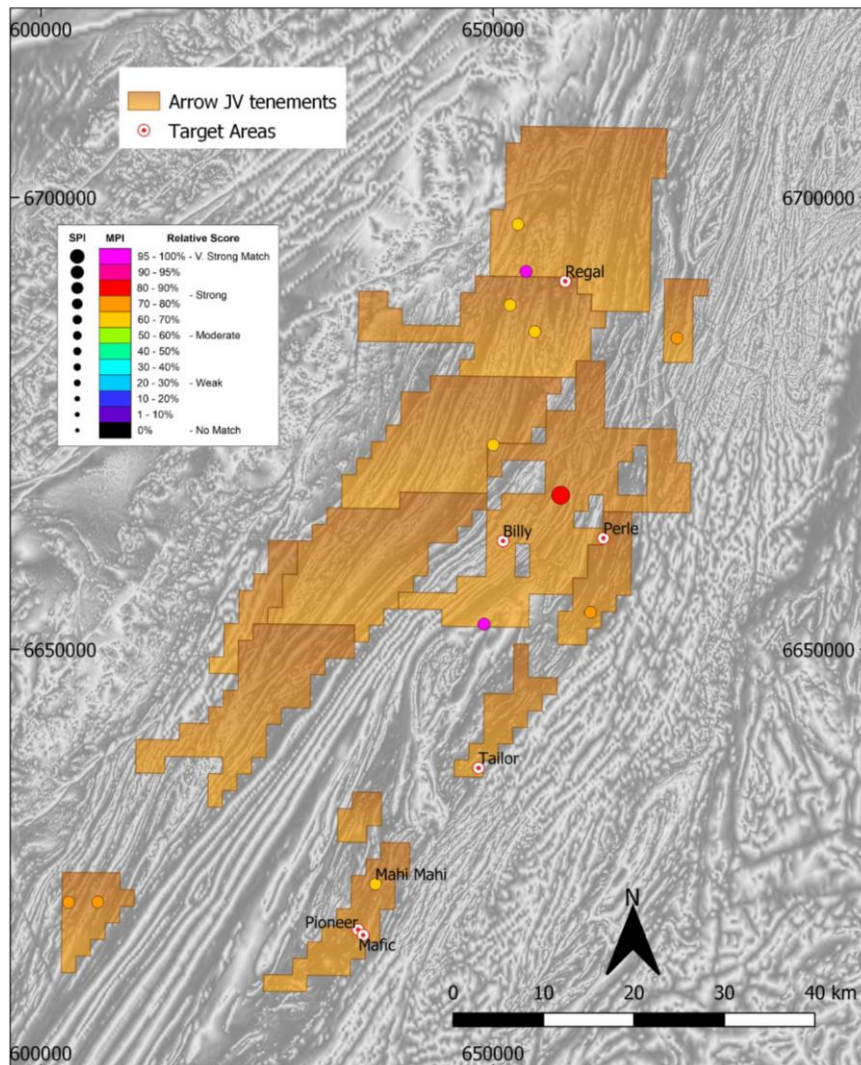 600000
650000
Arrow JV tenements
Target Areas
6700000
6700000
SPI MPI Relative Score
95 - 100% - V. Strong Match
90 - 95%
80 - 90%
- Strong
70 - 80%
60 - 70%
50 - 60% - Moderate
40 - 50%
30 - 40%
20 - 30% - Weak
10 - 20%
1 - 10%
0% - No Match
Regal
Billy
Perle
6650000
6650000
Tailor
Mahi Mahi
Pioneer
Mafic
N
0 10 20 30 40 km
600000
650000